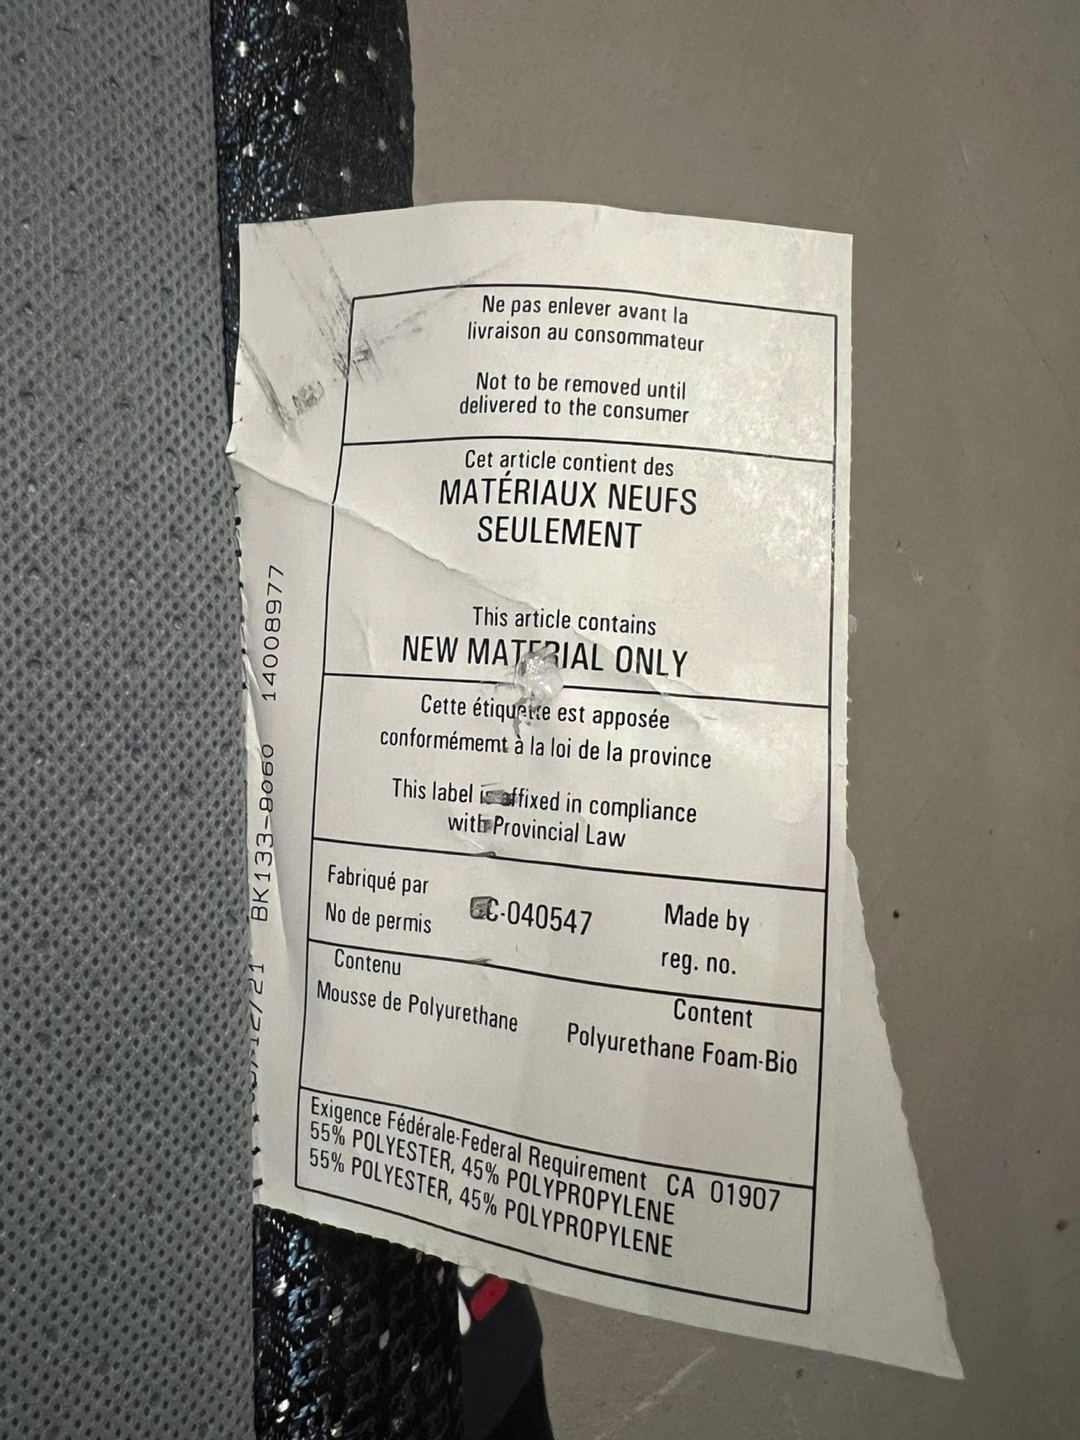 Ne pas enlever avant la
livraison au consommateur
Not to be removed until
delivered to the consumer
Cet article contient des
MATÉRIAUX NEUFS
SEULEMENT
This article contains
NEW MATERIAL ONLY
Cette étiquette est apposée
conformémemt à la loi de la province
This label is affixed in compliance
with Provincial Law
Fabriqué par
No de permis
-040547
Made by
reg. no.
Contenu
Mousse de Polyurethane
Content
Polyurethane Foam-Bio
Exigence Fédérale-Federal Requirement CA 01907
55% POLYESTER, 45% POLYPROPYLENE
55% POLYESTER, 45% POLYPROPYLENE
BK133-8060 14008977